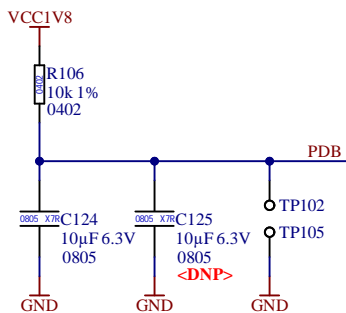 VCC1V8
0402
R106
10k 1%
0402
PDB
0805 X7R
C124
10µF 6.3V
0805
0805 X7R
C125
10µF 6.3V
0805
<DNP>
TP102
TP105
GND
GND
GND